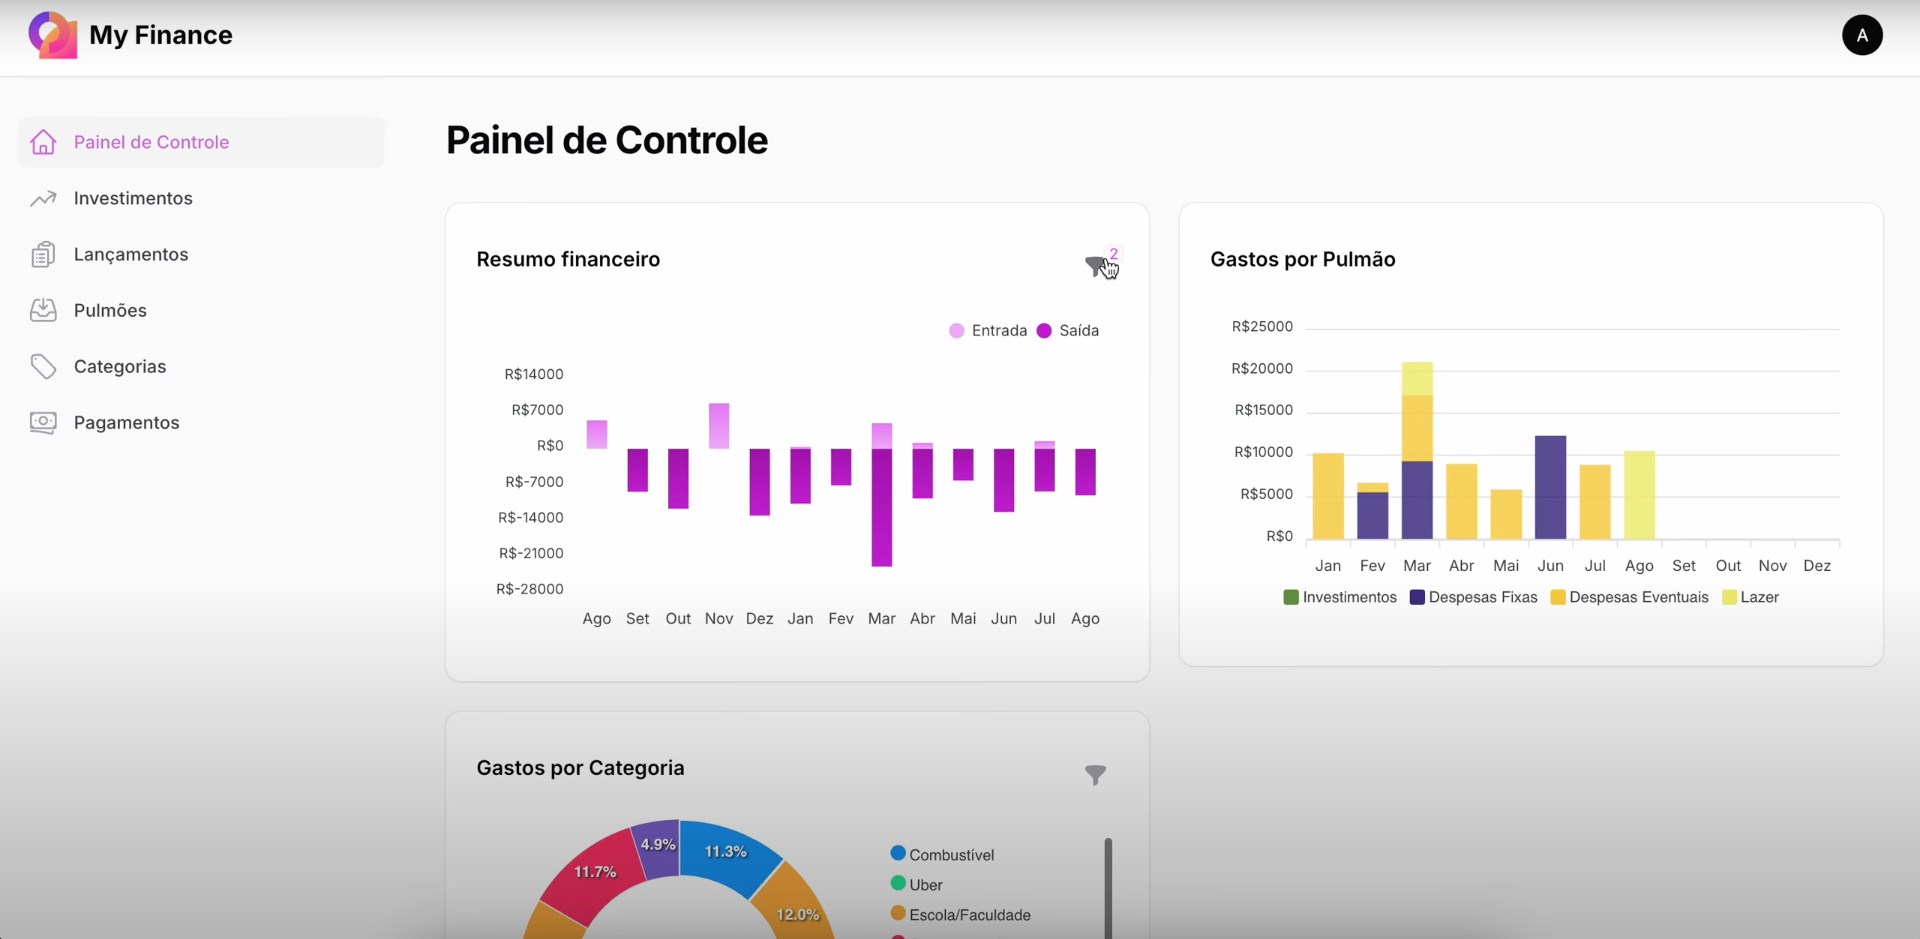 My Finance
A
Painel de Controle
Investimentos
Lançamentos
Pulmões
Categorias
Pagamentos
Painel de Controle
Resumo financeiro
2
Entrada Saída
R$14000
R$7000
R$0
R$-7000
R$-14000
R$-21000
R$-28000
Ago Set Out Nov Dez Jan Fev Mar Abr Mai Jun Jul Ago
Gastos por Pulmão
R$25000
R$20000
R$15000
R$10000
R$5000
R$0
Jan Fev Mar Abr Mai Jun Jul Ago Set Out Nov Dez
Investimentos Despesas Fixas Despesas Eventuais Lazer
Gastos por Categoria
4.9%
11.3%
11.7%
12.0%
Combustível
Uber
Escola/Faculdade